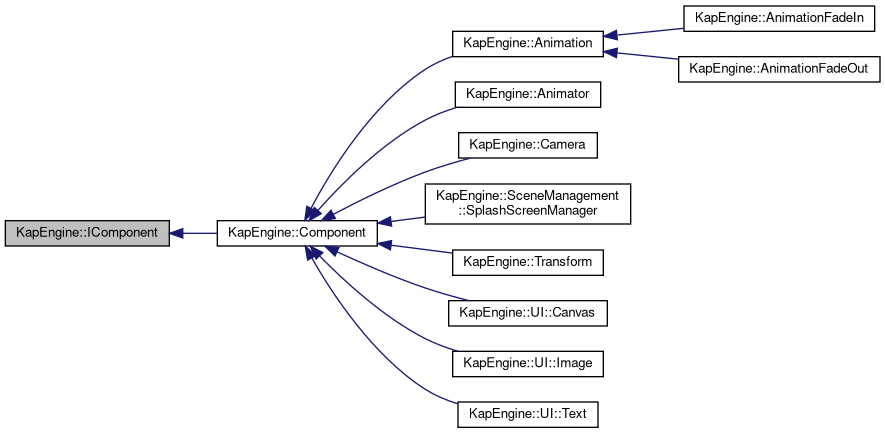 KapEngine::AnimationFadeIn
KapEngine::Animation
KapEngine::AnimationFadeOut
KapEngine::Animator
KapEngine::Camera
KapEngine::SceneManagement
::SplashScreenManager
KapEngine::IComponent
KapEngine::Component
KapEngine::Transform
KapEngine::UI::Canvas
KapEngine::UI::Image
KapEngine::UI::Text